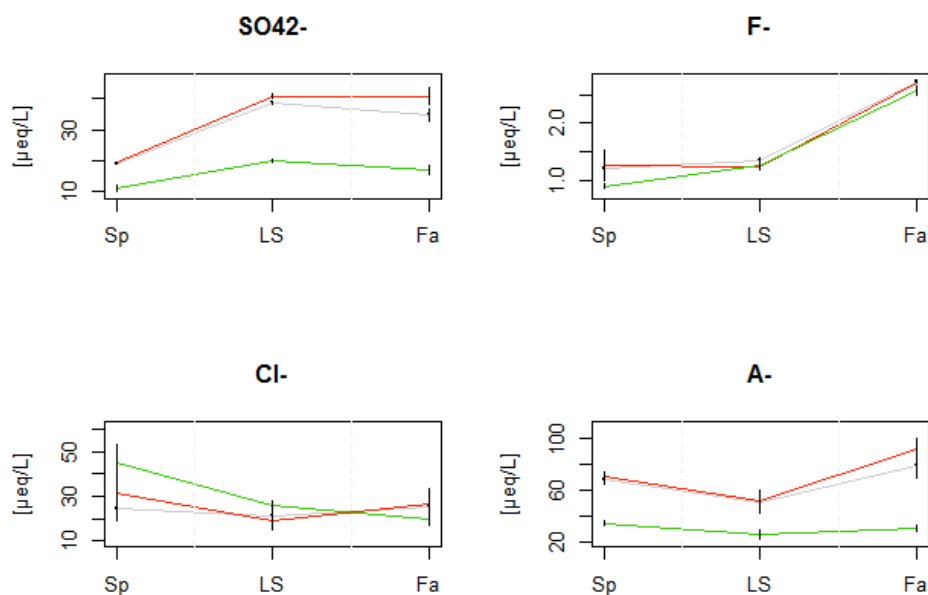 SO42-
[µeq/L]
30
10
Sp LS Fa
F-
[µeq/L]
2.0
1.0
Sp LS Fa
Cl-
[µeq/L]
50
30
10
Sp LS Fa
A-
[µeq/L]
100
60
20
Sp LS Fa